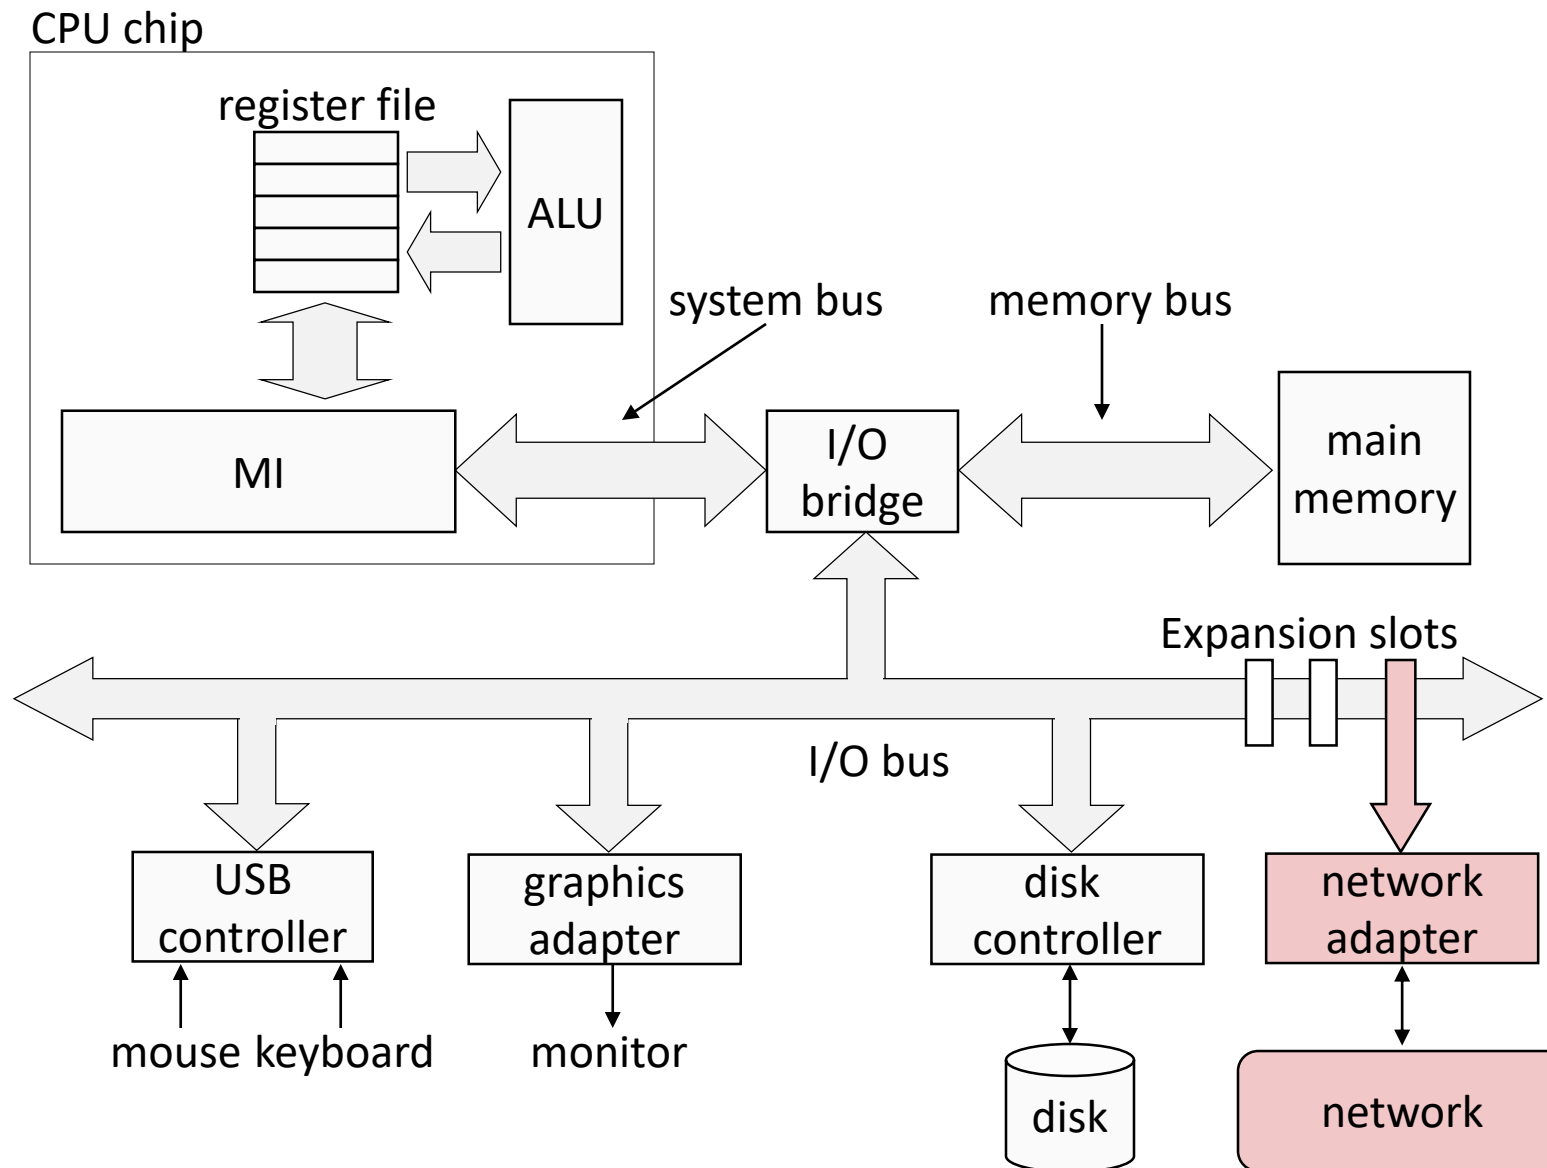 CPU chip
register file
ALU
system bus
memory bus
MI
I/O
bridge
main
memory
Expansion slots
I/O bus
USB
controller
graphics
adapter
disk
controller
network
adapter
mouse keyboard
monitor
disk
network